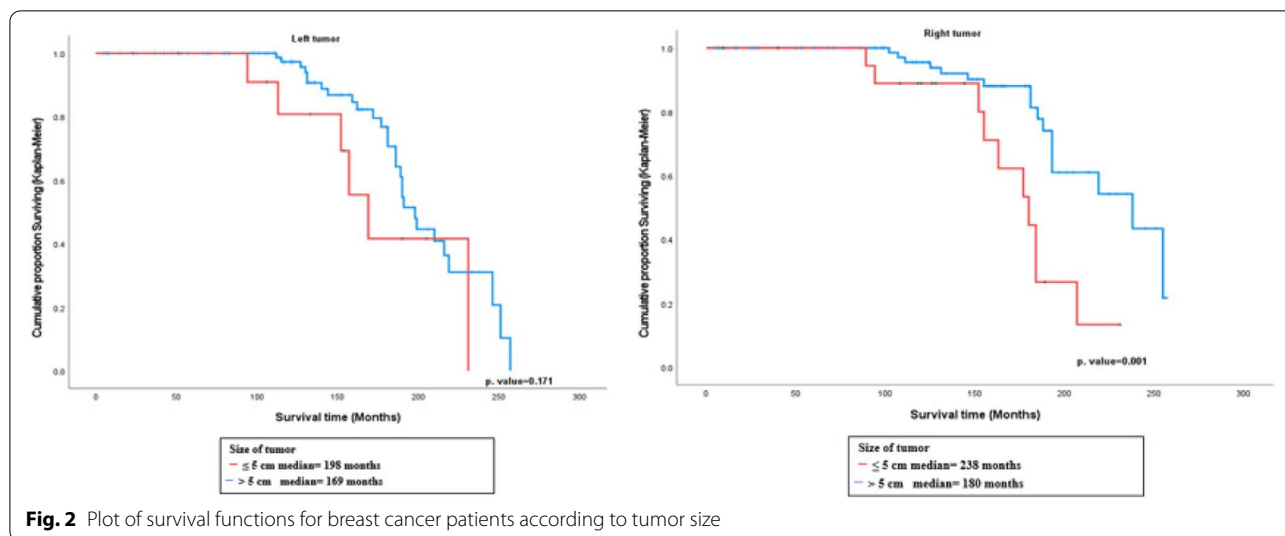 Left tumor
Cumulative proportion Surviving (Kaplan-Meier)
1.0
0.8
0.6
0.4
0.2
0.0
p. value=0.171
0 50 100 150 200 250 300
Survival time (Months)
Size of tumor
≤ 5 cm median= 198 months
> 5 cm median= 169 months
Right tumor
Cumulative proportion Surviving (Kaplan-Meier)
1.0
0.8
0.6
0.4
0.2
0.0
p. value=0.001
0 50 100 150 200 250 300
Survival time (Months)
Size of tumor
≤ 5 cm median= 238 months
> 5 cm median= 180 months
Fig. 2 Plot of survival functions for breast cancer patients according to tumor size